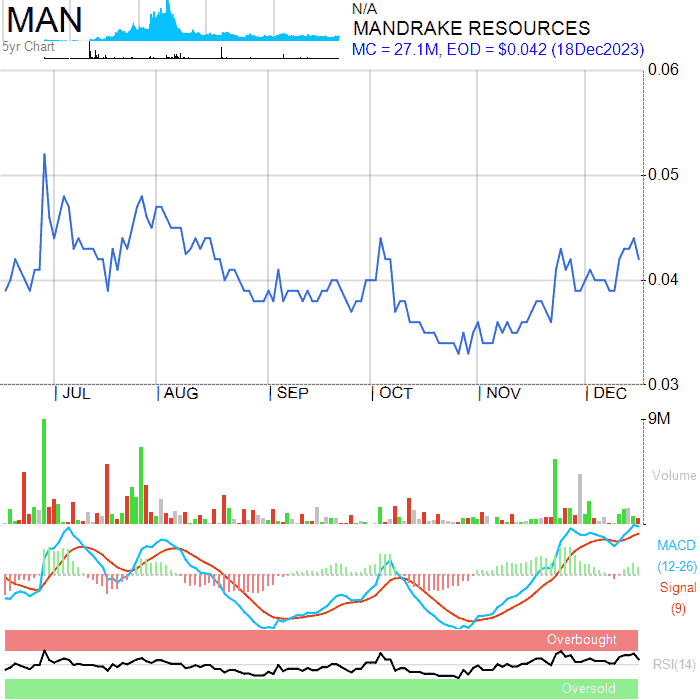 MAN
5yr Chart
N/A
MANDRAKE RESOURCES
MC = 27.1M, EOD = $0.042 (18Dec2023)
0.06
0.05
0.04
0.03
JUL AUG SEP OCT NOV DEC
9M
Volume
MACD
(12-26)
Signal
(9)
Overbought
RSI(14)
Oversold